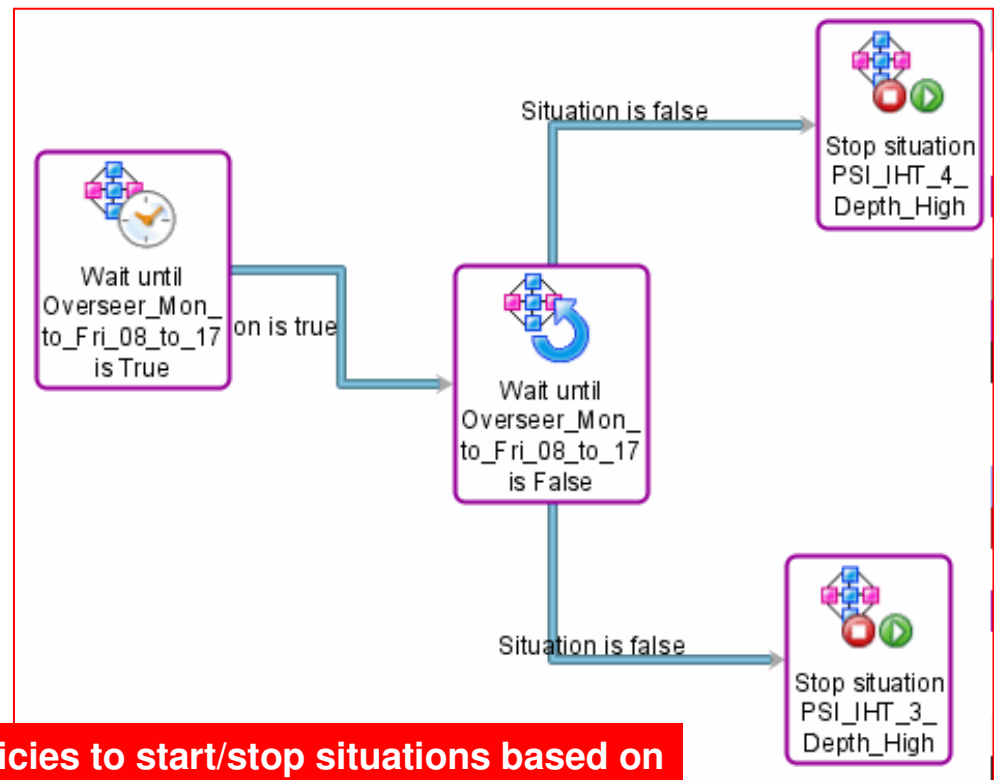 Wait until
Overseer_Mon_
to_Fri_08_to_17
is True
on is true
Wait until
Overseer_Mon_
to_Fri_08_to_17
is False
Situation is false
Stop situation
PSI_IHT_4_
Depth_High
Situation is false
Stop situation
PSI_IHT_3_
Depth_High
icies to start/stop situations based on